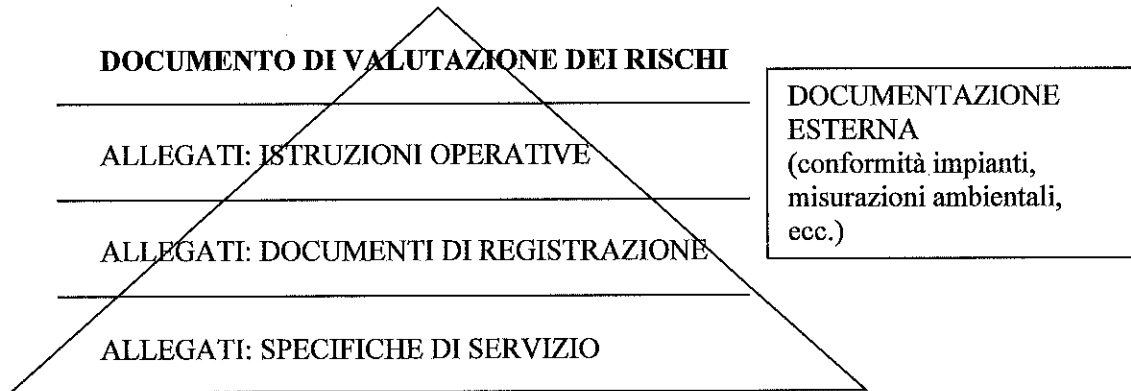 DOCUMENTO DI VALUTAZIONE DEI RISCHI
ALLEGATI: ISTRUZIONI OPERATIVE
ALLEGATI: DOCUMENTI DI REGISTRAZIONE
ALLEGATI: SPECIFICHE DI SERVIZIO
DOCUMENTAZIONE
ESTERNA
(conformità impianti,
misurazioni ambientali,
ecc.)